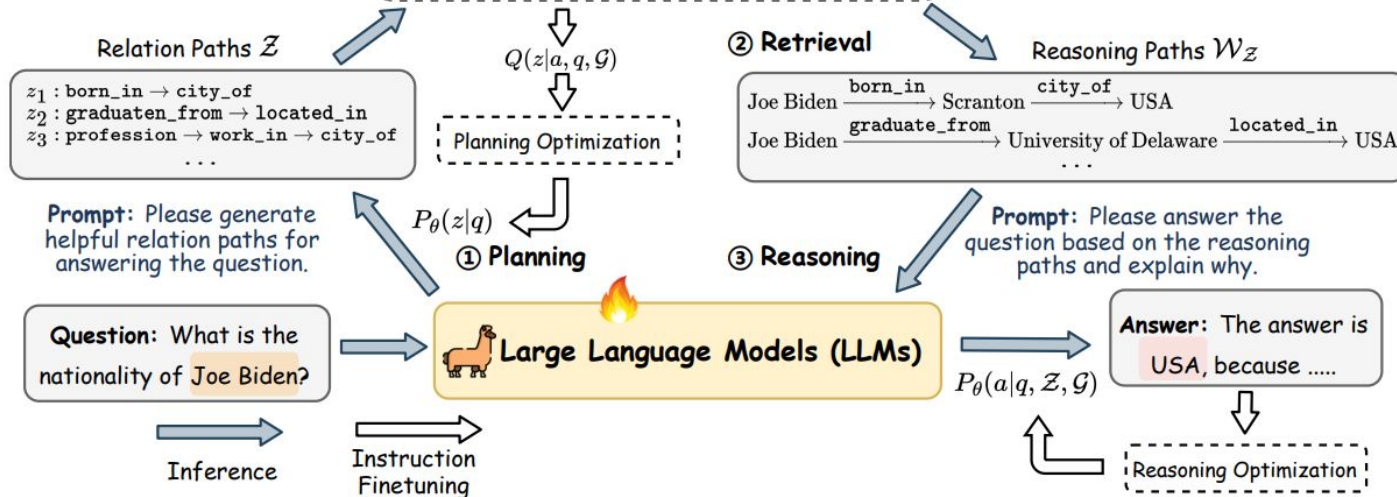 Relation Paths 𝒵
z₁ : born_in → city_of
z₂ : graduaten_from → located_in
z₃ : profession → work_in → city_of
...
Q(z|a, q, 𝒢)
Planning Optimization
P_θ(z|q)
② Retrieval
Reasoning Paths 𝒲_𝒵
born_in city_of
Joe Biden → Scranton → USA
graduate_from located_in
Joe Biden → University of Delaware → USA
...
Prompt: Please generate
helpful relation paths for
answering the question.
① Planning
③ Reasoning
Prompt: Please answer the
question based on the reasoning
paths and explain why.
Question: What is the
nationality of Joe Biden?
Large Language Models (LLMs)
P_θ(a|q, 𝒵, 𝒢)
Answer: The answer is
USA, because .....
Inference
Instruction
Finetuning
Reasoning Optimization